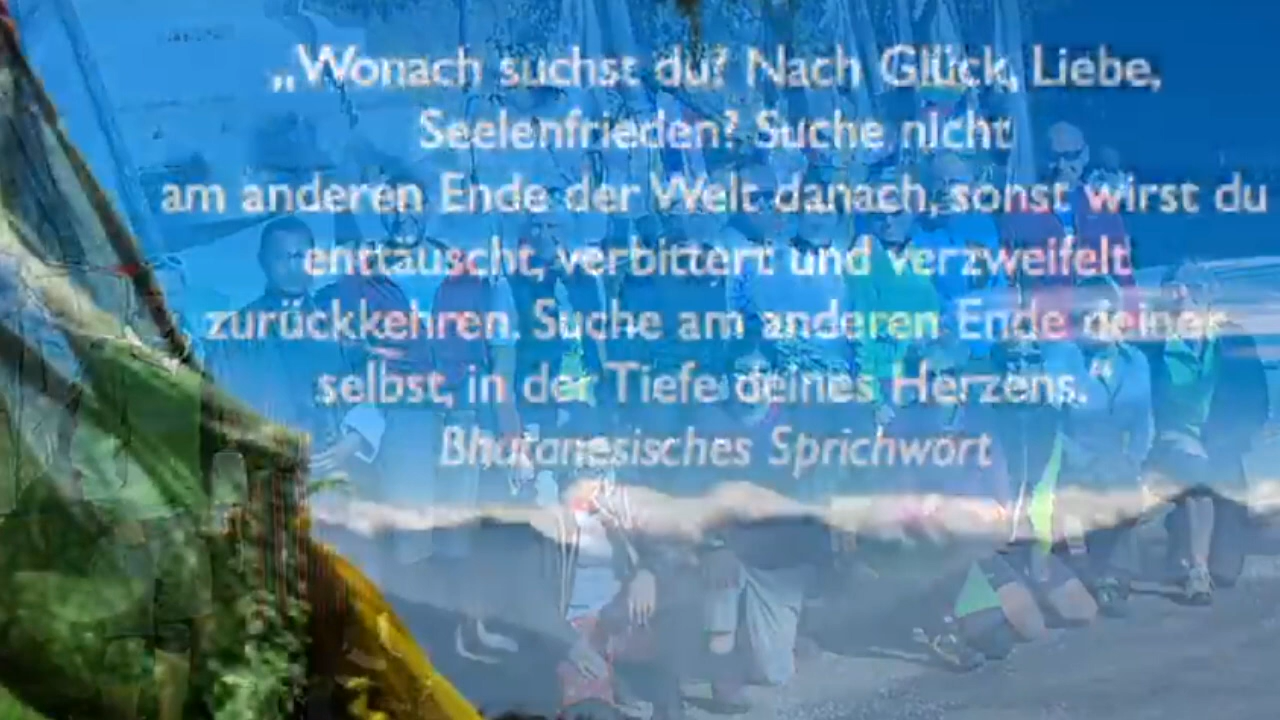 „Wonach suchst du? Nach Glück, Liebe,
Seelenfrieden? Suche nicht
am anderen Ende der Welt danach, sonst wirst du
enttäuscht, verbittert und verzweifelt
zurückkehren. Suche am anderen Ende deiner
selbst, in der Tiefe deines Herzens.“
Bhutanesisches Sprichwort